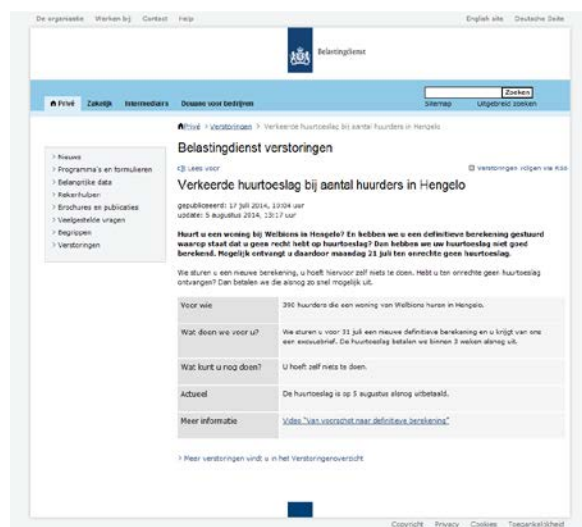 De organisatie Werken bij Contact Help English site Deutsche Seite
Belastingdienst
Zoeken
Privé Zakelijk Intermediairs Douane voor bedrijven Sitemap Uitgebreid zoeken
Privé > Verstoringen > Verkeerde huurtoeslag bij aantal huurders in Hengelo
Belastingdienst verstoringen
> Nieuws
> Programma's en formulieren
> Belangrijke data
> Rekenhulpen
> Brochures en publicaties
> Veelgestelde vragen
> Begrippen
> Verstoringen
Lees voor Verstoringen volgen via RSS
Verkeerde huurtoeslag bij aantal huurders in Hengelo
gepubliceerd: 17 juli 2014, 13:04 uur
update: 5 augustus 2014, 13:17 uur
Huurt u een woning bij Welbions in Hengelo? En hebben we u een definitieve berekening gestuurd
waarop staat dat u geen recht hebt op huurtoeslag? Dan hebben we uw huurtoeslag niet goed
berekend. Mogelijk ontvangt u daardoor maandag 21 juli ten onrechte geen huurtoeslag.
We sturen u een nieuwe berekening, u hoeft hiervoor zelf niets te doen. Hebt u ten onrechte geen huurtoeslag
ontvangen? Dan betalen we die alsnog zo snel mogelijk uit.
Voor wie 390 huurders die een woning van Welbions huren in Hengelo.
Wat doen we voor u? We sturen u voor 31 juli een nieuwe definitieve berekening en u krijgt van ons
een excuusbrief. De huurtoeslag betalen we binnen 3 weken alsnog uit.
Wat kunt u nog doen? U hoeft zelf niets te doen.
Actueel De huurtoeslag is op 5 augustus alsnog uitbetaald.
Meer informatie Video "Van voorschot naar definitieve berekening"
> Meer verstoringen vindt u in het Verstoringenoverzicht
Copyright Privacy Cookies Toegankelijkheid